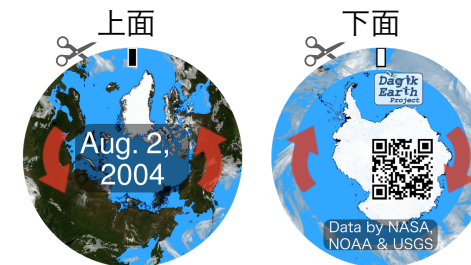 上面
下面
Aug. 2,
2004
Dagik
Earth
Project
Data by NASA,
NOAA & USGS